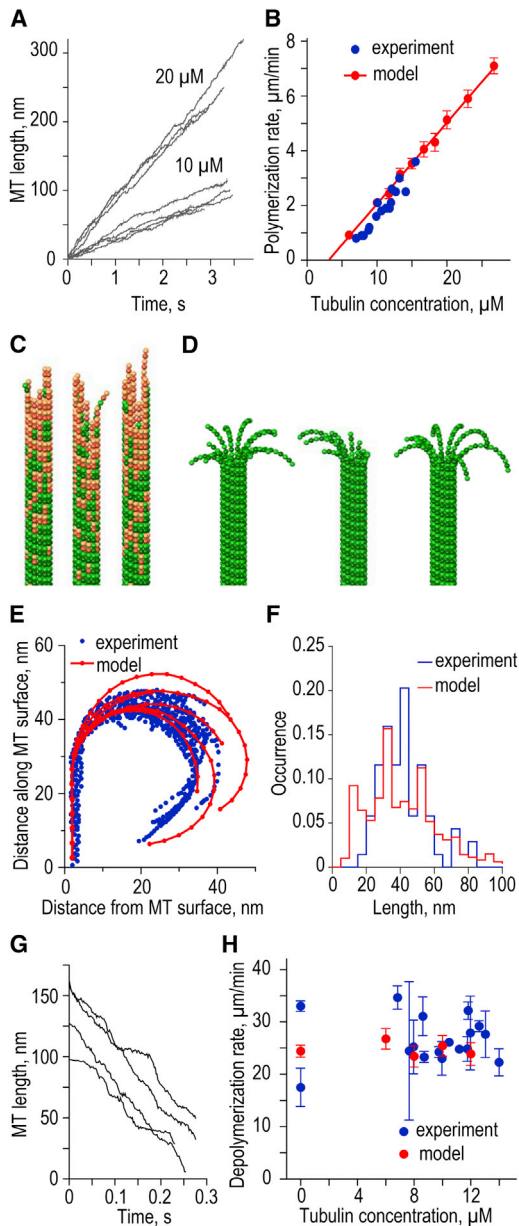 A
MT length, nm
300
200
100
0
20 µM
10 µM
0
1
2
3
Time, s
B
Polymerization rate, µm/min
8
6
4
2
0
experiment
model
0
10
20
Tubulin concentration, µM
C
D
E
Distance along MT surface, nm
60
50
40
30
20
10
0
experiment
model
0
20
40
Distance from MT surface, nm
F
Occurrence
0.25
0.20
0.15
0.10
0.05
0
experiment
model
20
40
60
80
100
Length, nm
G
MT length, nm
150
100
50
0
0
0.1
0.2
0.3
Time, s
H
Depolymerization rate, µm/min
40
30
20
10
0
experiment
model
0
4
8
12
Tubulin concentration, µM